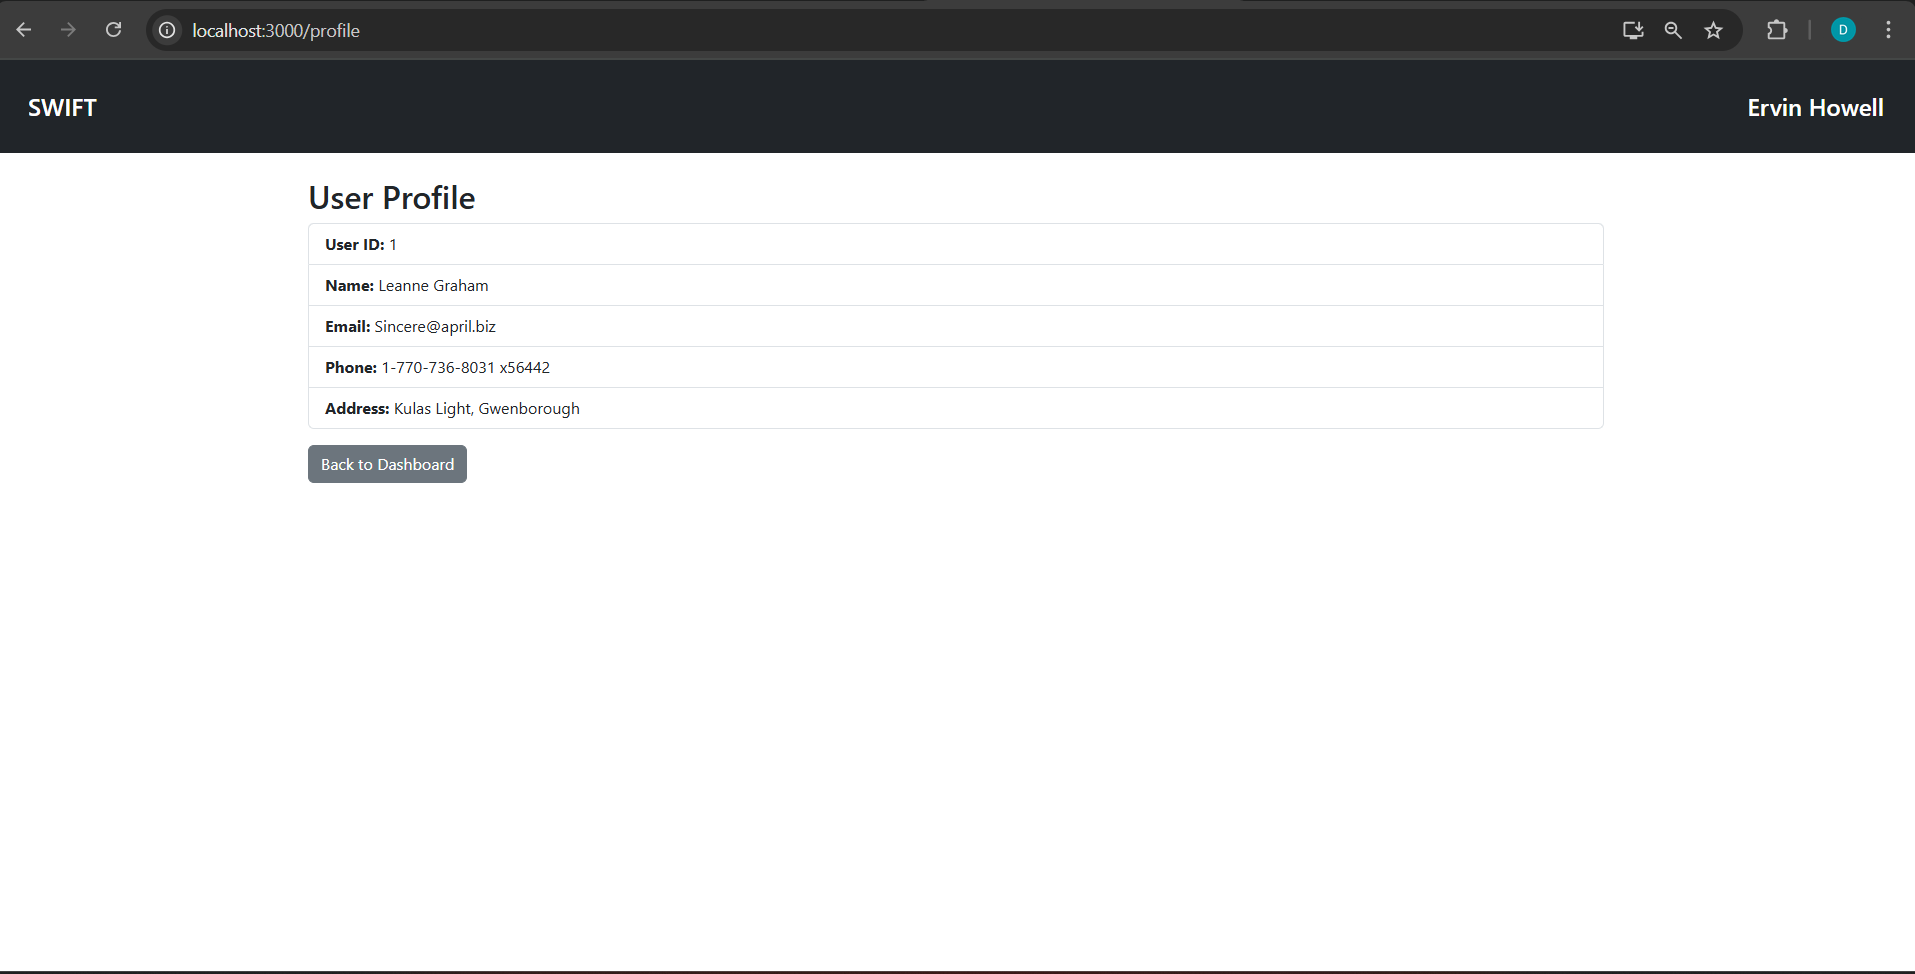 localhost:3000/profile
D
SWIFT
Ervin Howell
User Profile
User ID: 1
Name: Leanne Graham
Email: Sincere@april.biz
Phone: 1-770-736-8031 x56442
Address: Kulas Light, Gwenborough
Back to Dashboard